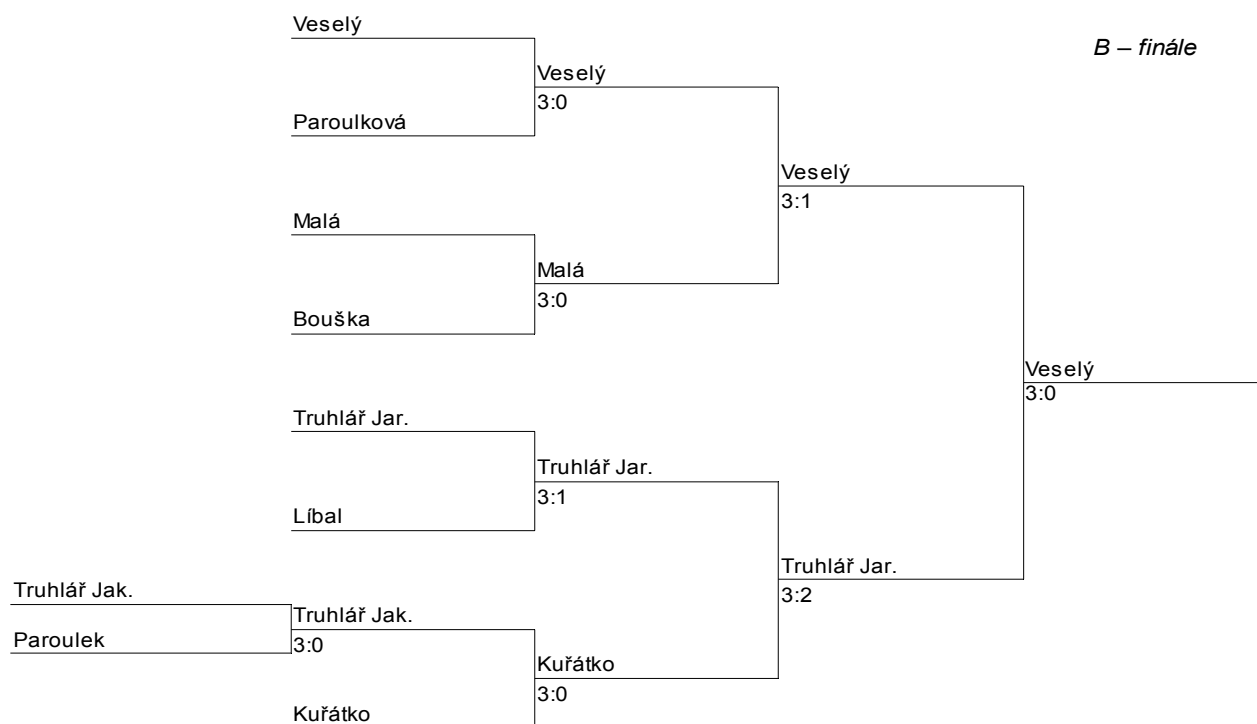 Veselý
B – finále
Veselý
3:0
Paroulková
Veselý
3:1
Malá
Malá
3:0
Bouška
Veselý
3:0
Truhlář Jar.
Truhlář Jar.
3:1
Líbal
Truhlář Jar.
3:2
Truhlář Jak.
Truhlář Jak.
3:0
Paroulek
Kuřátko
3:0
Kuřátko